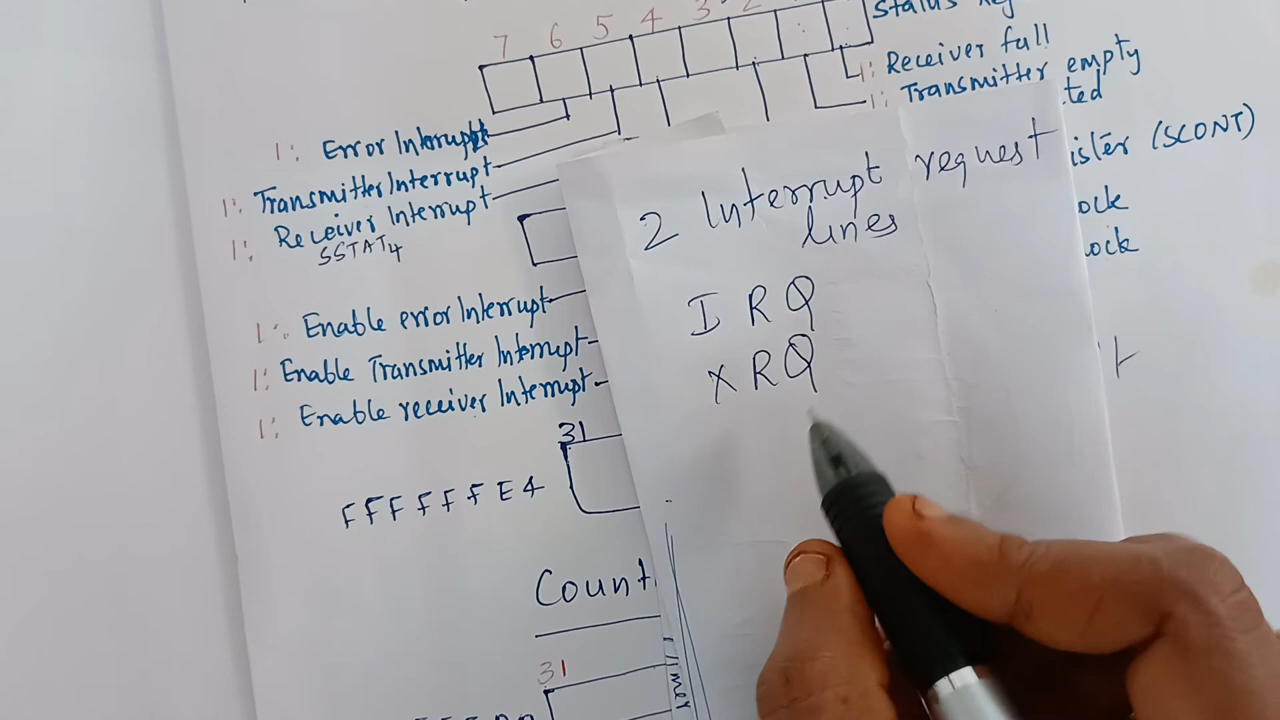 7 6 5 4 3 2
Status Reg
1: Receiver full
1: Transmitter empty
1: Error Interrupt
1: Transmitter Interrupt
1: Receiver Interrupt
SSTAT4
ted
ister (SCONT)
ock
ock
2 Interrupt request
lines
IRQ
XRQ
1: Enable error Interrupt
1: Enable Transmitter Interrupt
1: Enable receiver Interrupt
31
FFFFFFE4
Count
31